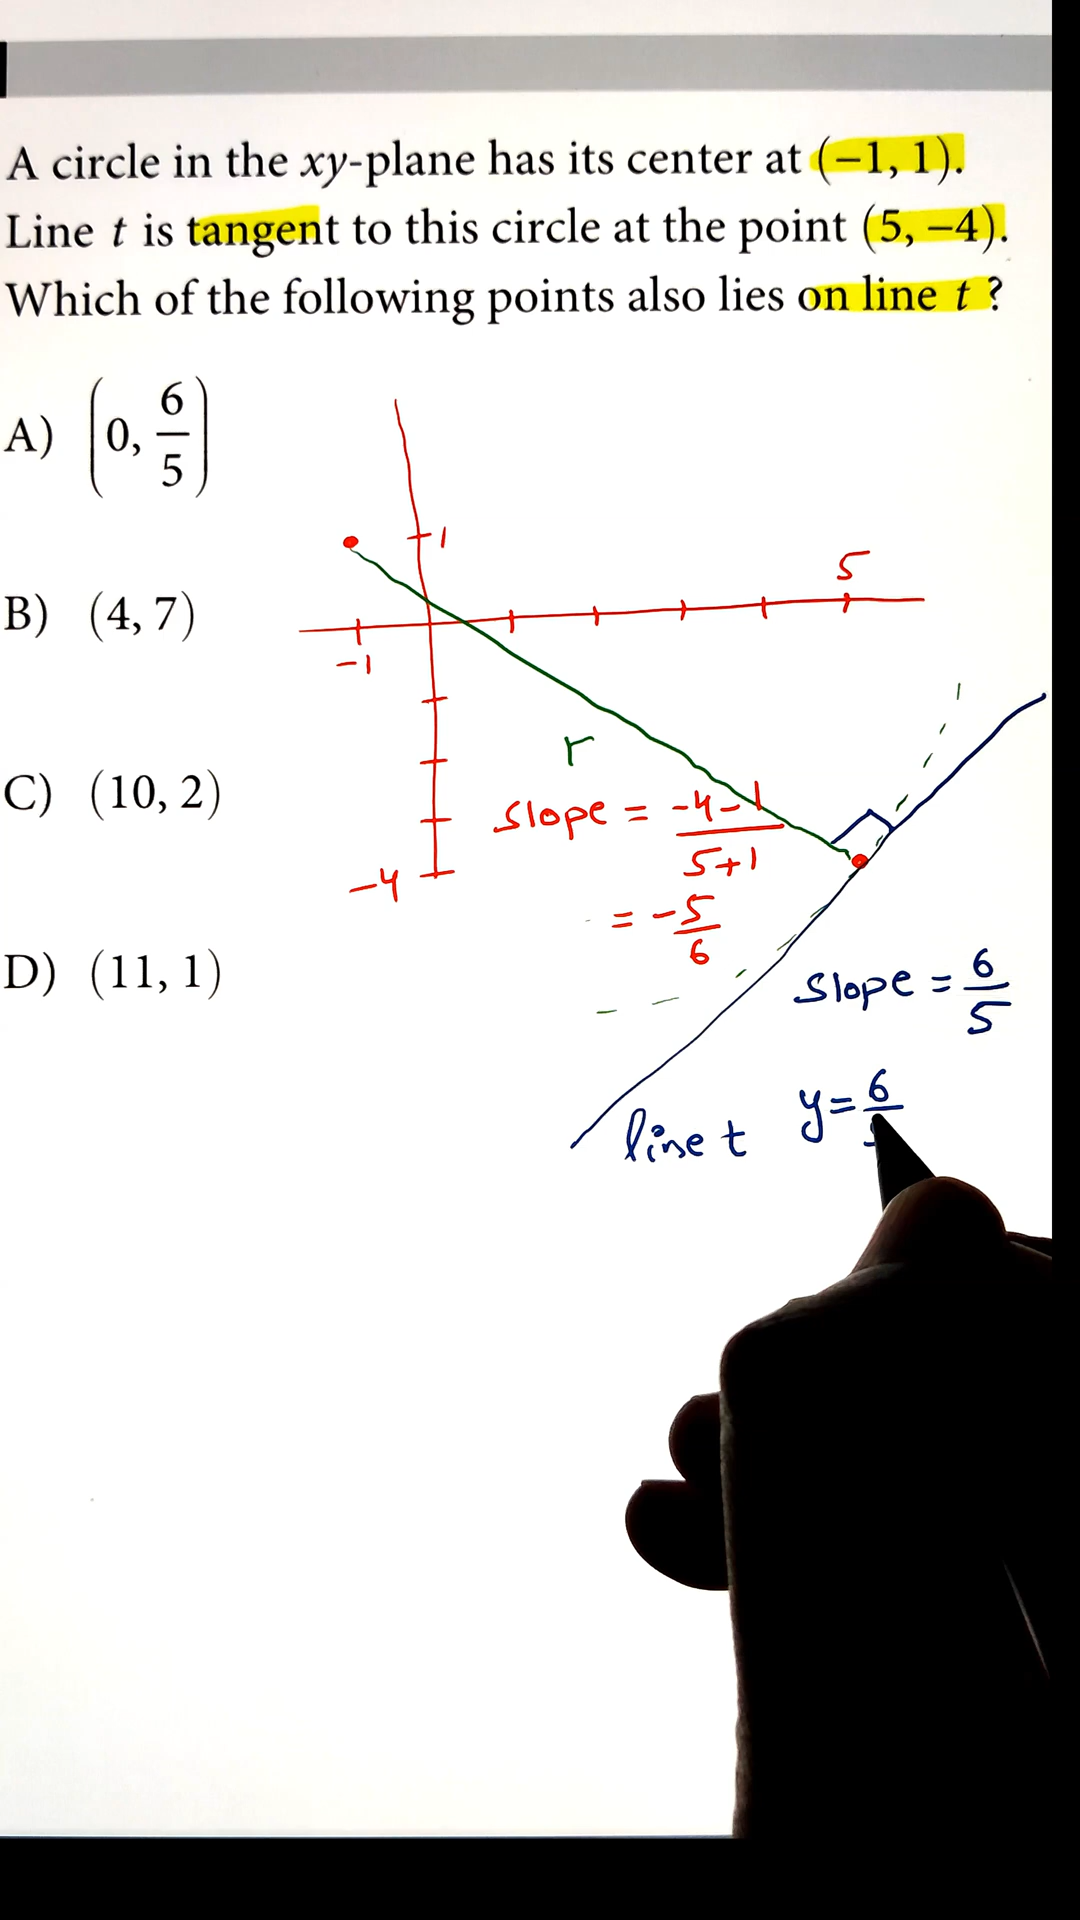 A circle in the xy-plane has its center at (−1, 1).
Line t is tangent to this circle at the point (5, −4).
Which of the following points also lies on line t ?
A) (0, 6/5)
B) (4, 7)
C) (10, 2)
D) (11, 1)
1
5
−1
−4
r
slope = −4−1/5+1
= −5/6
slope = 6/5
line t y = 6